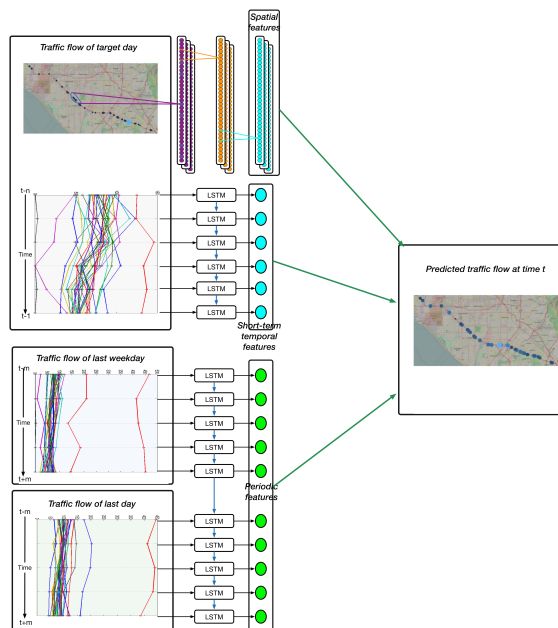 Spatial
features
Traffic flow of target day
t-n
Time
t-1
LSTM
LSTM
LSTM
LSTM
LSTM
LSTM
Short-term
temporal
features
Predicted traffic flow at time t
Traffic flow of last weekday
t-m
Time
t+m
LSTM
LSTM
LSTM
LSTM
LSTM
Periodic
features
Traffic flow of last day
t-m
Time
t+m
LSTM
LSTM
LSTM
LSTM
LSTM